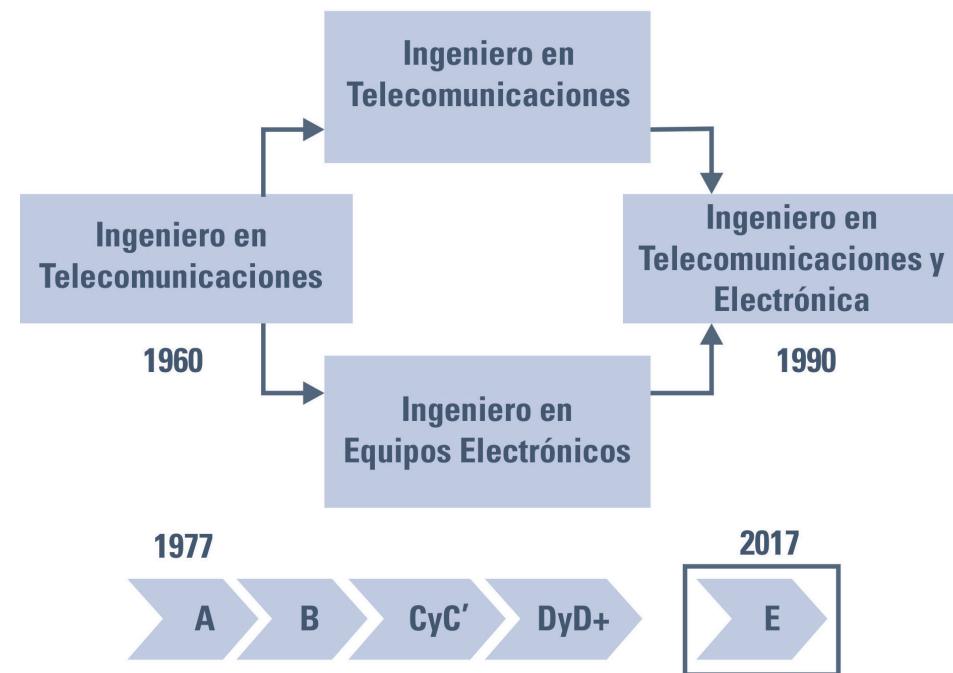 Ingeniero en
Telecomunicaciones
Ingeniero en
Telecomunicaciones
1960
Ingeniero en
Telecomunicaciones y
Electrónica
1990
Ingeniero en
Equipos Electrónicos
1977
2017
A
B
CyC′
DyD+
E